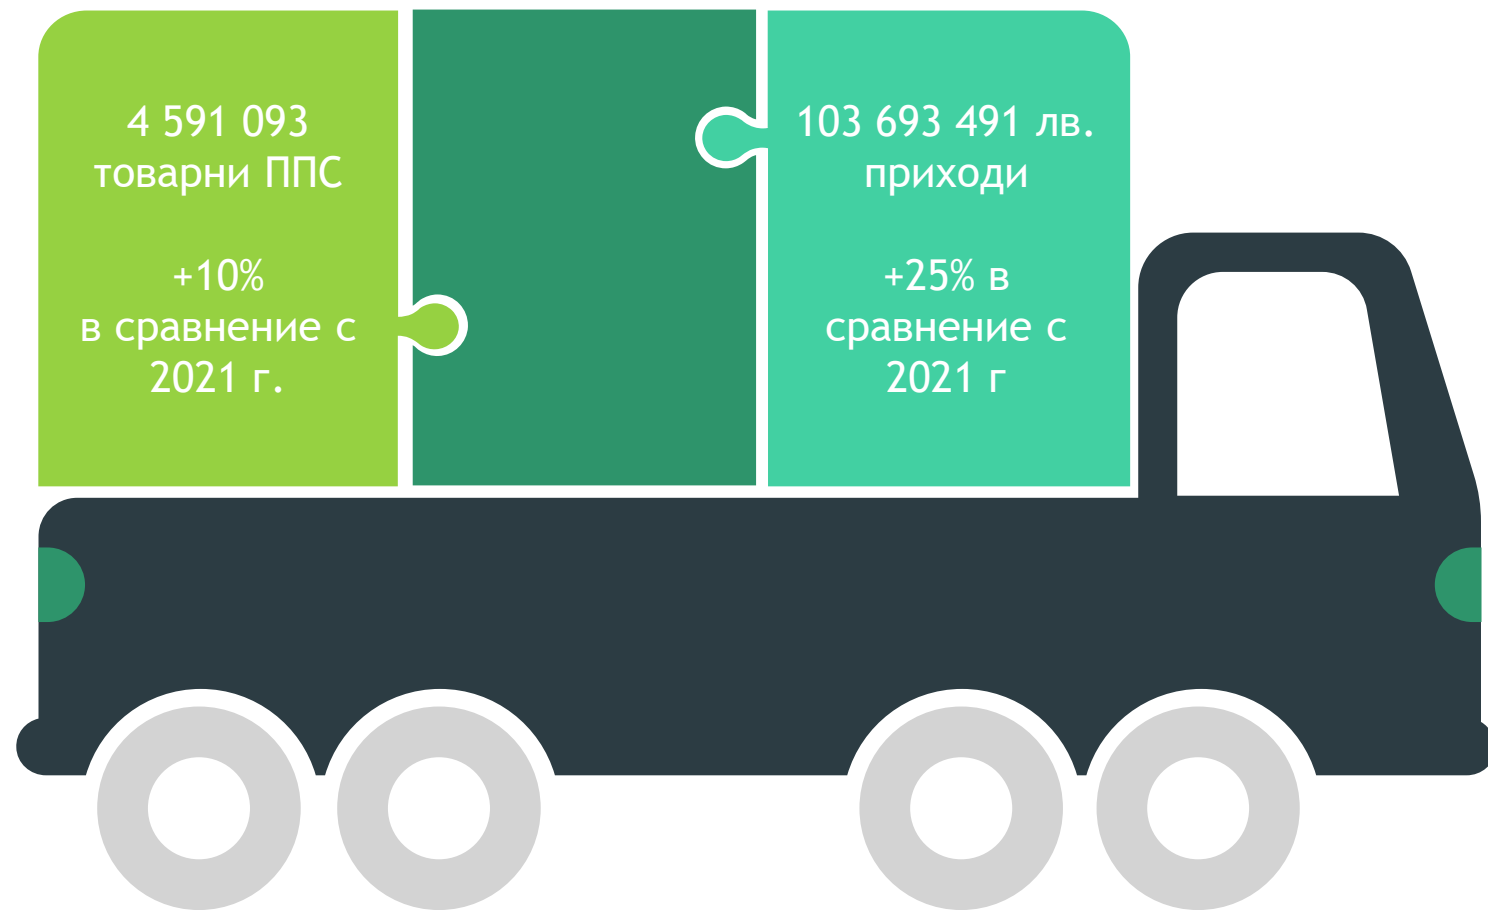 4 591 093
товарни ППС
+10%
в сравнение с
2021 г.
103 693 491 лв.
приходи
+25% в
сравнение с
2021 г